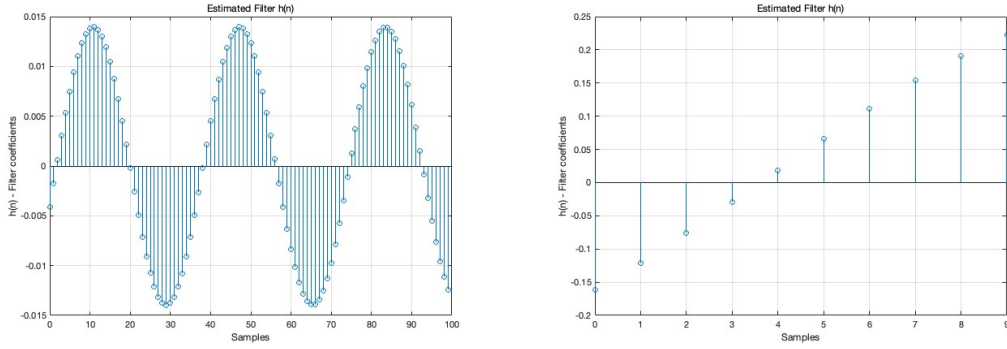 Estimated Filter h(n)
0.015
0.01
0.005
0
-0.005
-0.01
-0.015
h(n) - Filter coefficients
0 10 20 30 40 50 60 70 80 90 100
Samples
Estimated Filter h(n)
0.25
0.2
0.15
0.1
0.05
0
-0.05
-0.1
-0.15
-0.2
h(n) - Filter coefficients
0 1 2 3 4 5 6 7 8 9
Samples